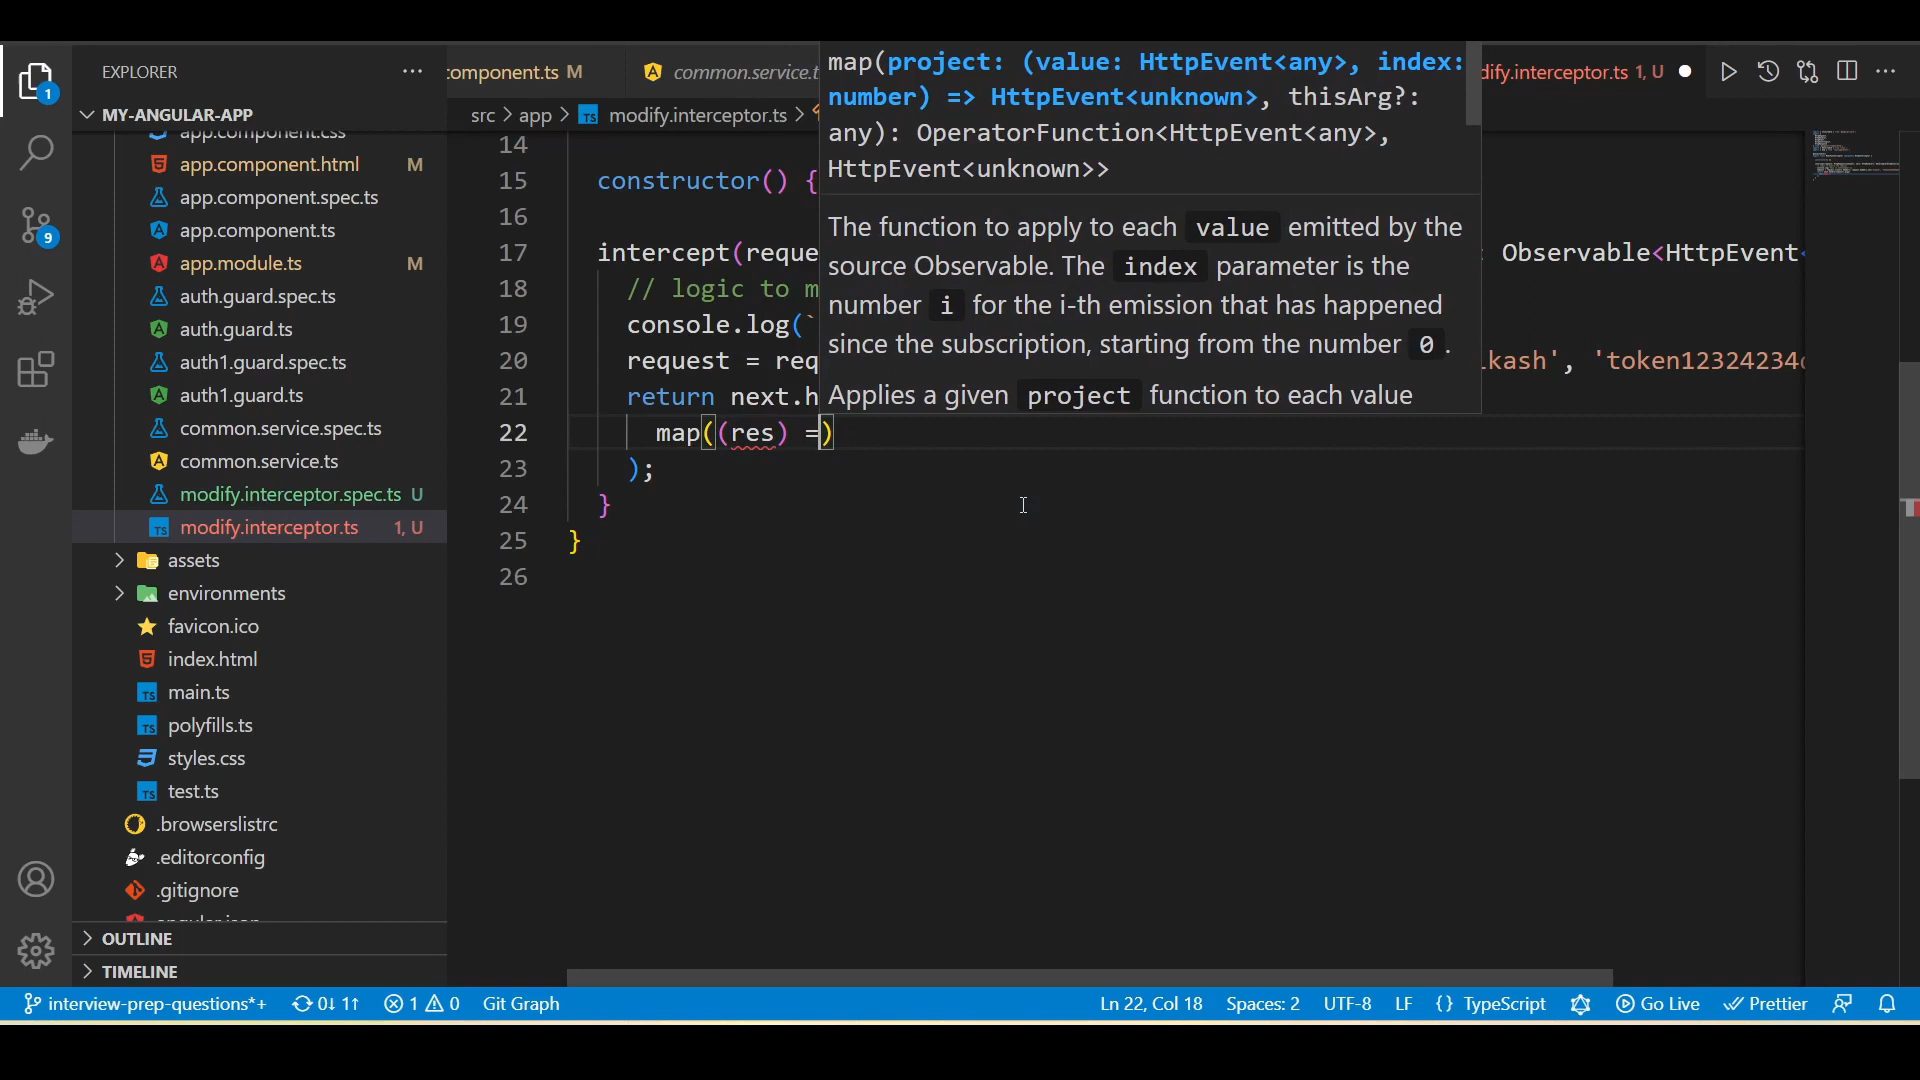 EXPLORER
MY-ANGULAR-APP
app.component.css
app.component.html M
app.component.spec.ts
app.component.ts
app.module.ts M
auth.guard.spec.ts
auth.guard.ts
auth1.guard.spec.ts
auth1.guard.ts
common.service.spec.ts
common.service.ts
modify.interceptor.spec.ts U
modify.interceptor.ts 1, U
assets
environments
favicon.ico
index.html
main.ts
polyfills.ts
styles.css
test.ts
.browserslistrc
.editorconfig
.gitignore
angular.json
OUTLINE
TIMELINE
1
9
component.ts M
common.service.t
dify.interceptor.ts 1, U
src > app > modify.interceptor.ts >
map(project: (value: HttpEvent<any>, index:
number) => HttpEvent<unknown>, thisArg?:
any): OperatorFunction<HttpEvent<any>,
HttpEvent<unknown>>
The function to apply to each value emitted by the
source Observable. The index parameter is the
number i for the i-th emission that has happened
since the subscription, starting from the number 0.
Applies a given project function to each value
14
15 constructor() {
16
17 intercept(reque : Observable<HttpEvent<
18 // logic to m
19 console.log(`
20 request = req kash', 'token12324234
21 return next.h
22 map((res) =)
23 );
24 }
25 }
26
interview-prep-questions*+ 0↓ 1↑ 1 0 Git Graph
Ln 22, Col 18 Spaces: 2 UTF-8 LF {} TypeScript Go Live Prettier